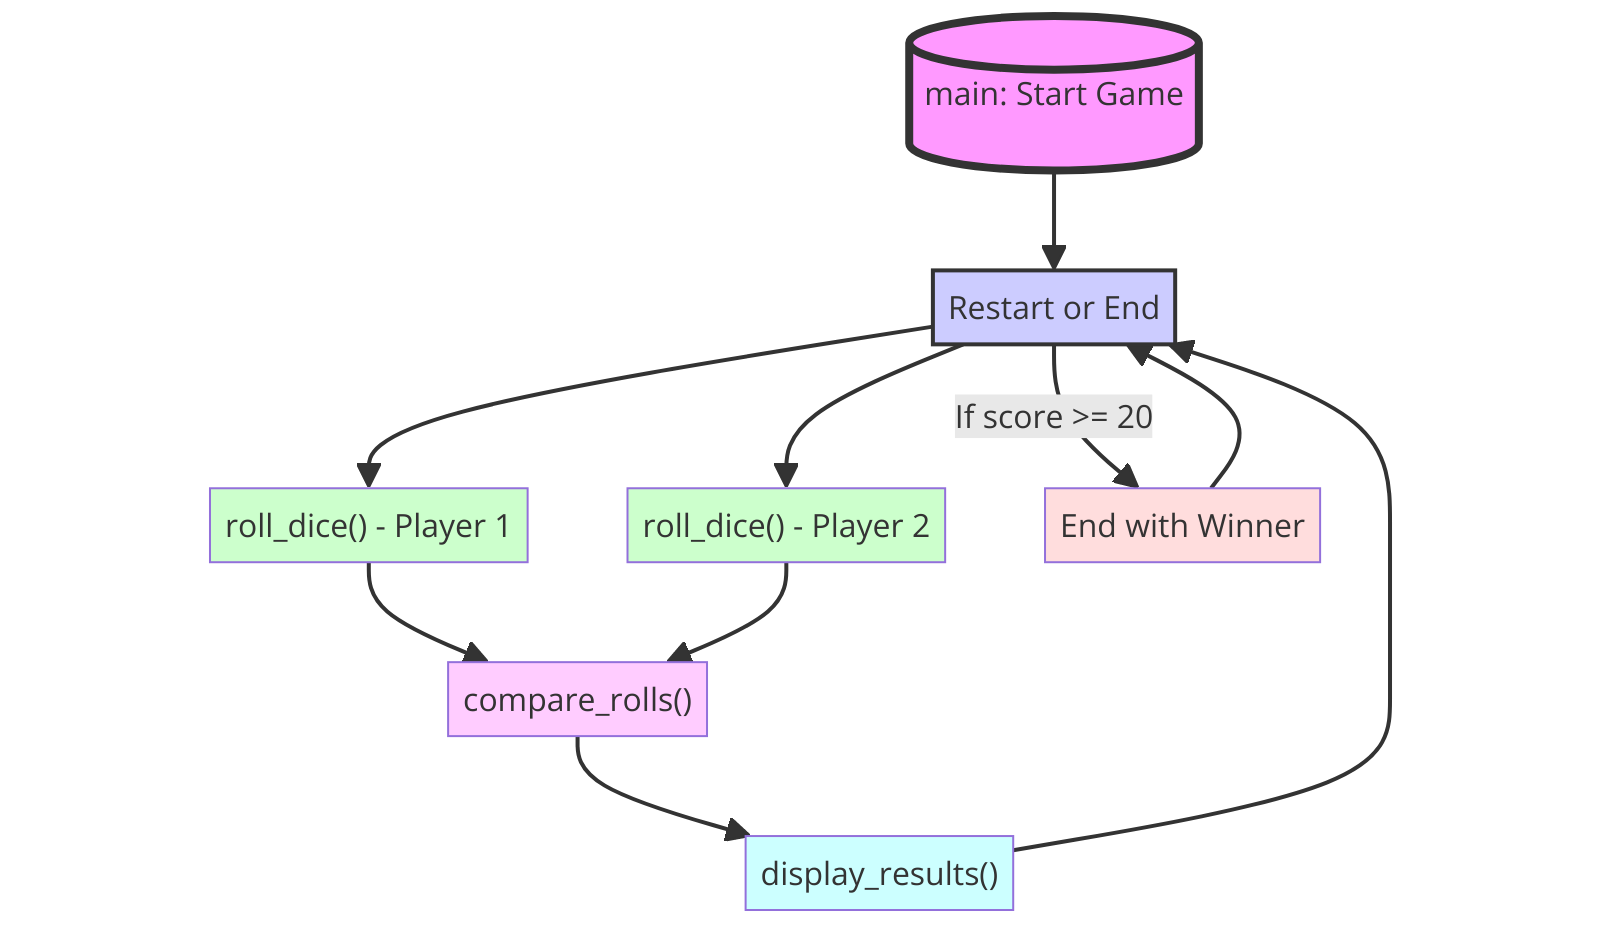 main: Start Game
Restart or End
If score >= 20
roll_dice() - Player 1
roll_dice() - Player 2
End with Winner
compare_rolls()
display_results()